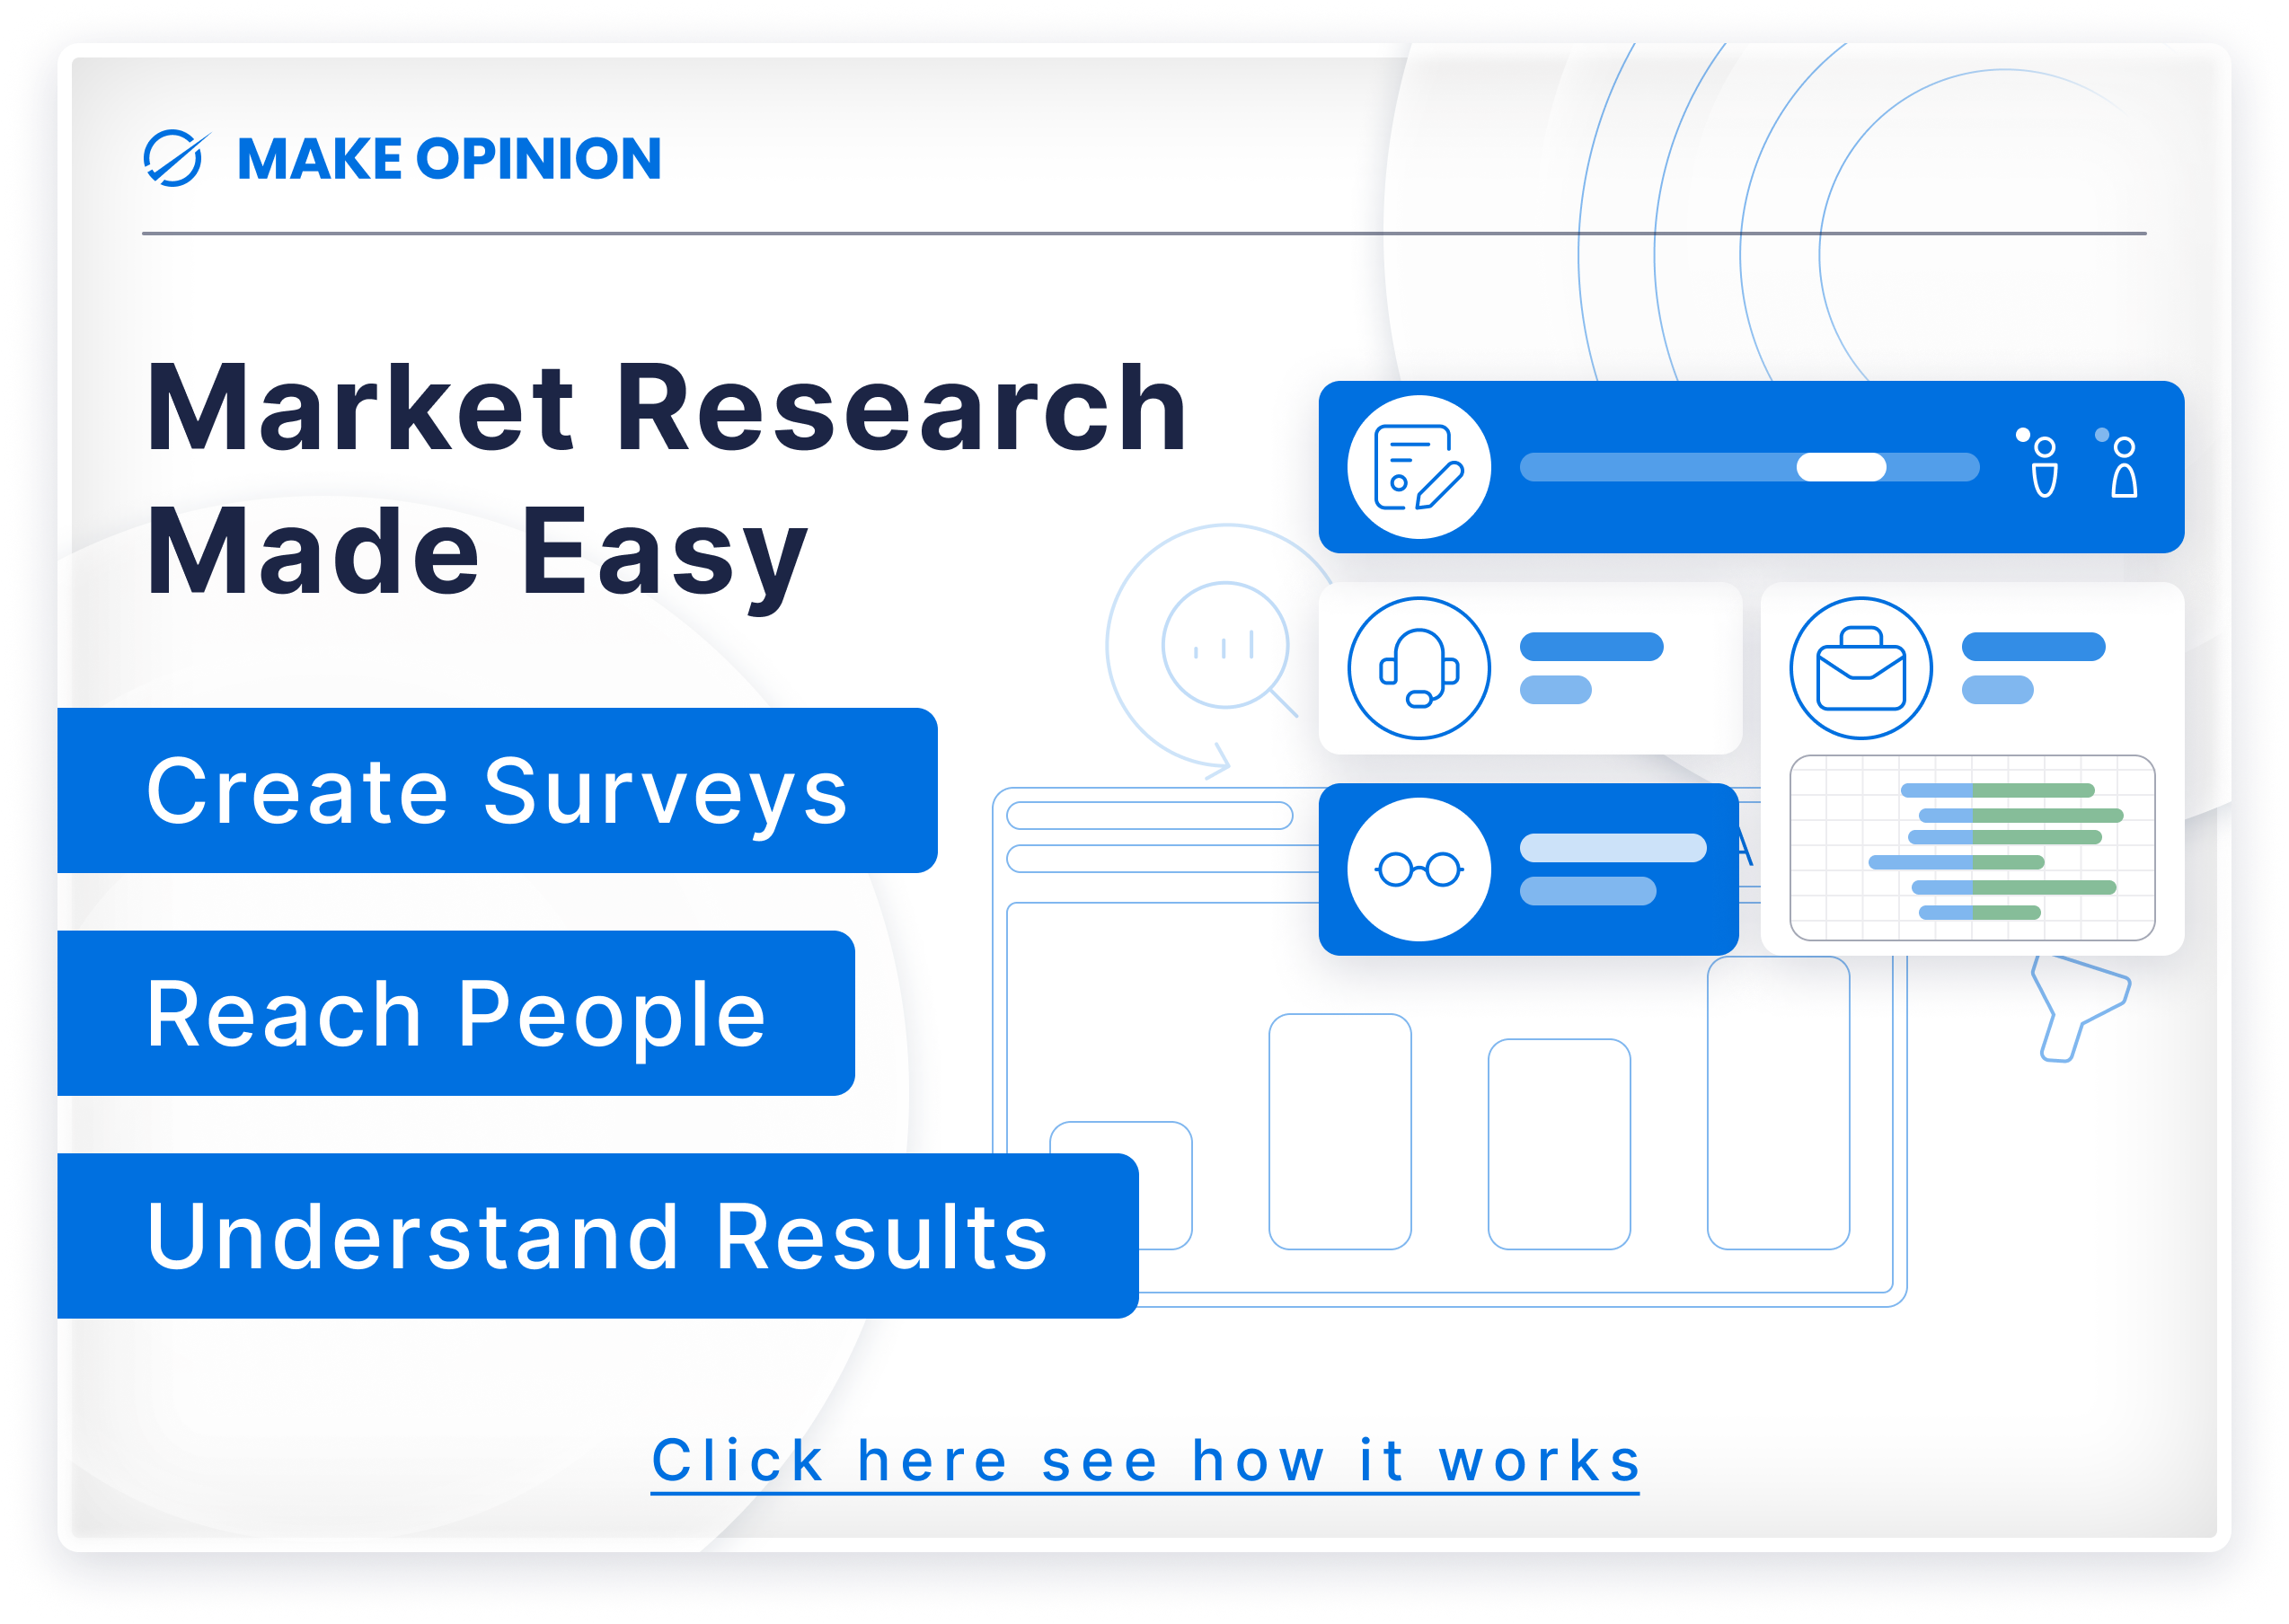 MAKE OPINION
Market Research
Made Easy
Create Surveys
Reach People
Understand Results
A
Click here see how it works